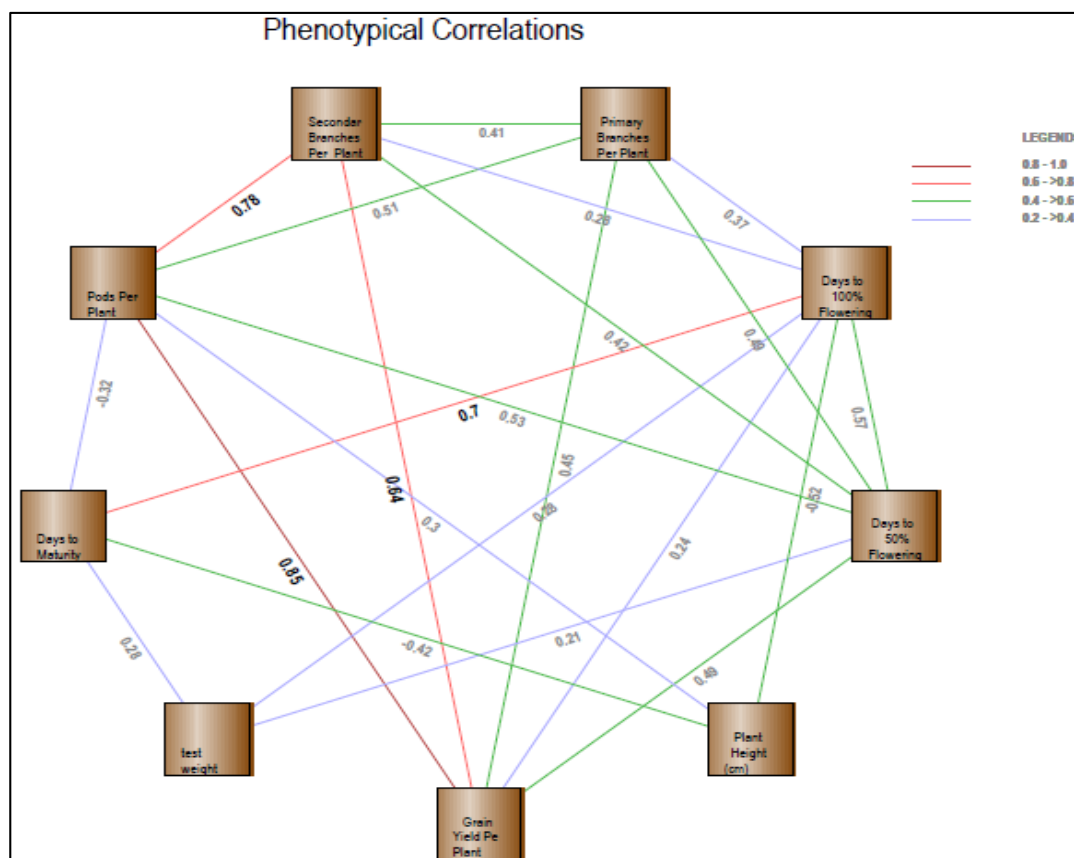 Phenotypical Correlations
Secondar
Branches
Per Plant
Primary
Branches
Per Plant
LEGEND
0.8 - 1.0
0.6 - >0.8
0.4 - >0.6
0.2 - >0.4
0.41
0.78
0.51
0.26
0.37
Pods Per
Plant
Days to
100%
Flowering
0.42
0.49
-0.32
0.7
0.53
0.57
0.45
0.64
0.3
0.28
-0.52
Days to
Maturity
Days to
50%
Flowering
0.24
0.85
0.28
-0.42
0.21
0.49
test
weight
Plant
Height
(cm)
Grain
Yield Pe
Plant